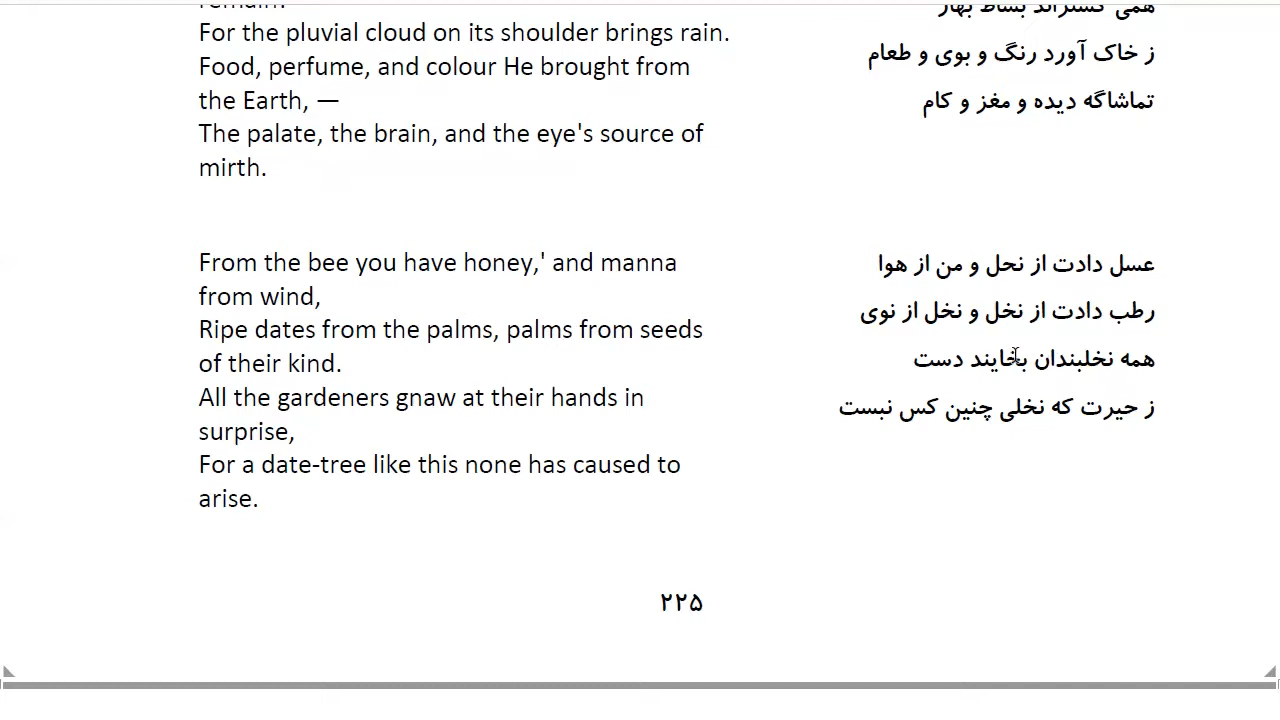 remain.
For the pluvial cloud on its shoulder brings rain.
Food, perfume, and colour He brought from
the Earth, —
The palate, the brain, and the eye's source of
mirth.
From the bee you have honey,' and manna
from wind,
Ripe dates from the palms, palms from seeds
of their kind.
All the gardeners gnaw at their hands in
surprise,
For a date-tree like this none has caused to
arise.
همی گستراند بساط بهار
ز خاک آورد رنگ و بوی و طعام
تماشاگه دیده و مغز و کام
عسل دادت از نحل و من از هوا
رطب دادت از نخل و نخل از نوی
همه نخلبندان بخایند دست
ز حیرت که نخلی چنین کس نبست
۲۲۵